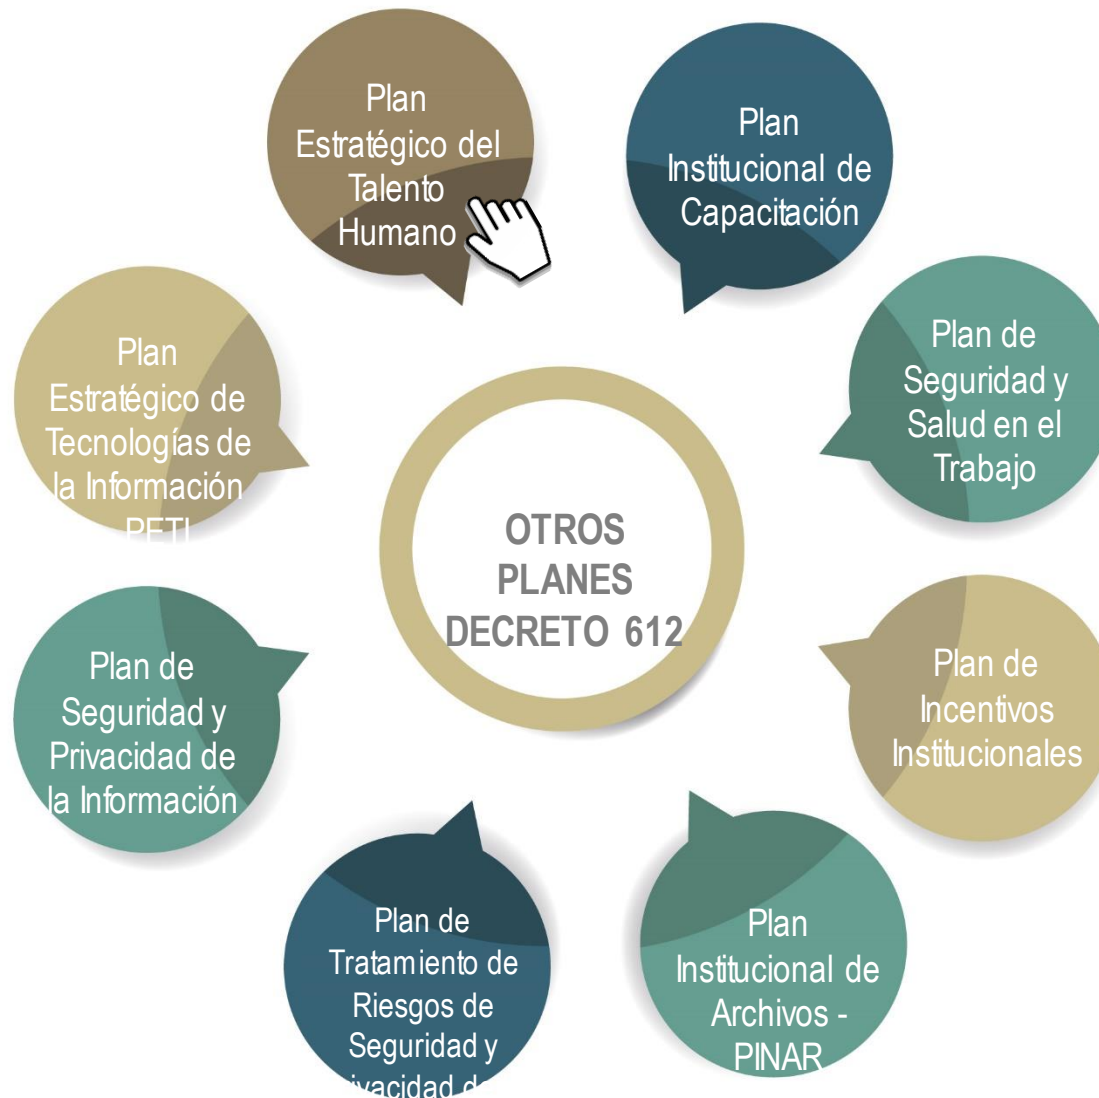 Plan
Estratégico del
Talento
Humano
Plan
Institucional de
Capacitación
Plan de
Seguridad y
Salud en el
Trabajo
Plan de
Incentivos
Institucionales
Plan
Institucional de
Archivos -
PINAR
Plan de
Tratamiento de
Riesgos de
Seguridad y
Plan de
Seguridad y
Privacidad de
la Información
Plan
Estratégico de
Tecnologías de
la Información
PETI
OTROS
PLANES
DECRETO 612